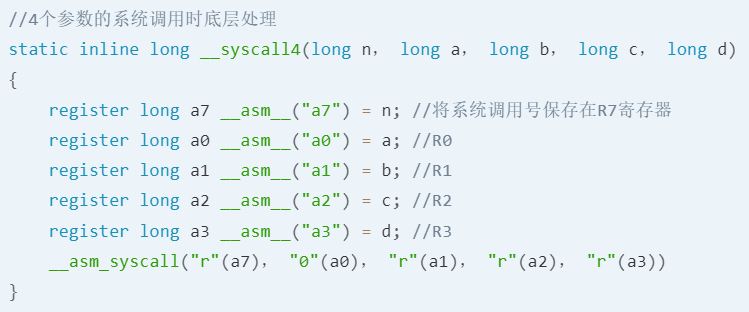 //4个参数的系统调用时底层处理
static inline long __syscall4(long n, long a, long b, long c, long d)
{
    register long a7 __asm__("a7") = n; //将系统调用号保存在R7寄存器
    register long a0 __asm__("a0") = a; //R0
    register long a1 __asm__("a1") = b; //R1
    register long a2 __asm__("a2") = c; //R2
    register long a3 __asm__("a3") = d; //R3
    __asm_syscall("r"(a7), "0"(a0), "r"(a1), "r"(a2), "r"(a3))
}